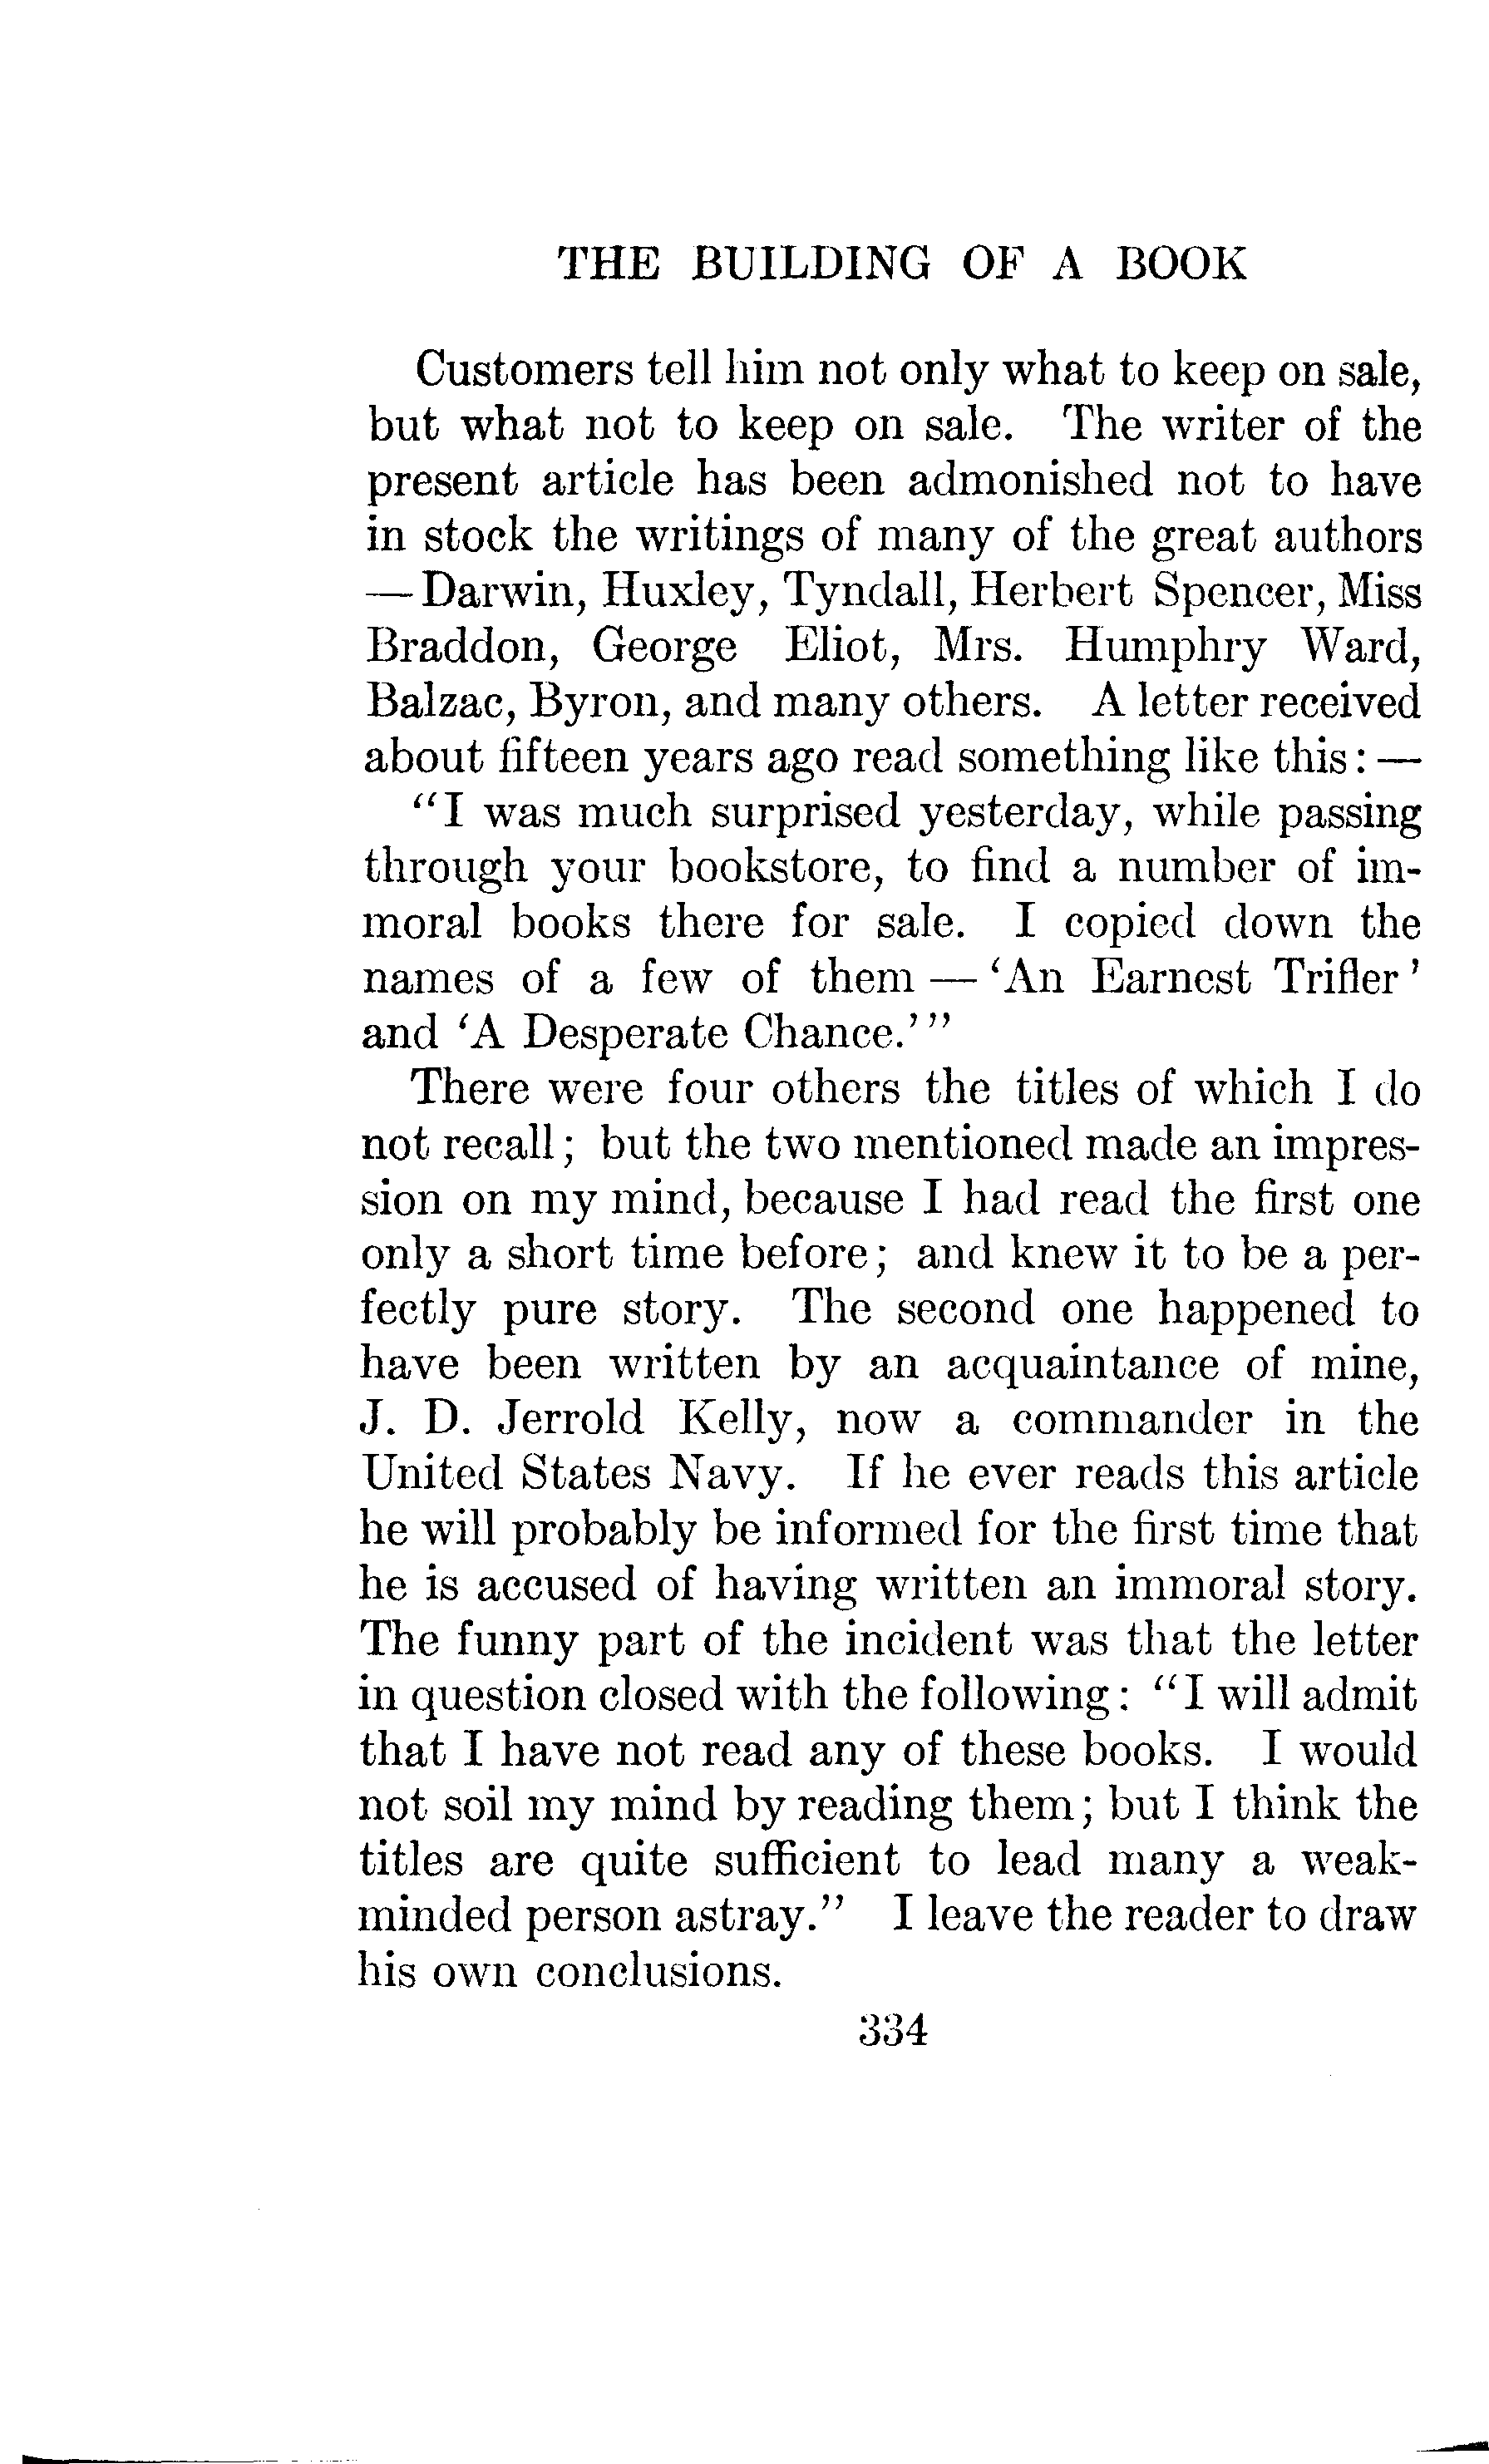 THE BUILDING OF A BOOK
Customers tell him not only what to keep on sale,
but what not to keep on sale. The writer of the
present article has been admonished not to have
in stock the writings of many of the great authors
— Darwin, Huxley, Tyndall, Herbert Spencer, Miss
Braddon, George Eliot, Mrs. Humphry Ward,
Balzac, Byron, and many others. A letter received
about fifteen years ago read something like this: —
"I was much surprised yesterday, while passing
through your bookstore, to find a number of im-
moral books there for sale. I copied down the
names of a few of them — 'An Earnest Trifler'
and 'A Desperate Chance.'"
There were four others the titles of which I do
not recall; but the two mentioned made an impres-
sion on my mind, because I had read the first one
only a short time before; and knew it to be a per-
fectly pure story. The second one happened to
have been written by an acquaintance of mine,
J. D. Jerrold Kelly, now a commander in the
United States Navy. If he ever reads this article
he will probably be informed for the first time that
he is accused of having written an immoral story.
The funny part of the incident was that the letter
in question closed with the following: "I will admit
that I have not read any of these books. I would
not soil my mind by reading them; but I think the
titles are quite sufficient to lead many a weak-
minded person astray." I leave the reader to draw
his own conclusions.
334